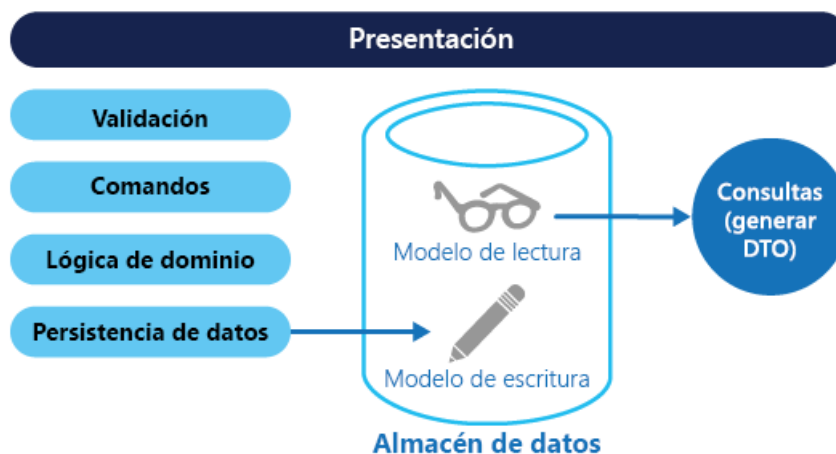 Presentación
Validación
Comandos
Lógica de dominio
Persistencia de datos
Modelo de lectura
Modelo de escritura
Almacén de datos
Consultas
(generar
DTO)